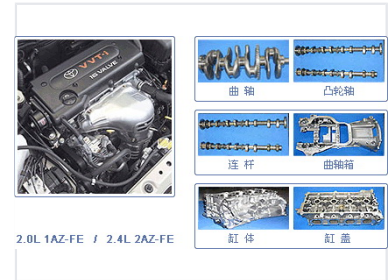 VVT-i
16 VALVE
曲 轴
凸轮轴
连 杆
曲轴箱
缸 体
缸 盖
2.0L 1AZ-FE / 2.4L 2AZ-FE